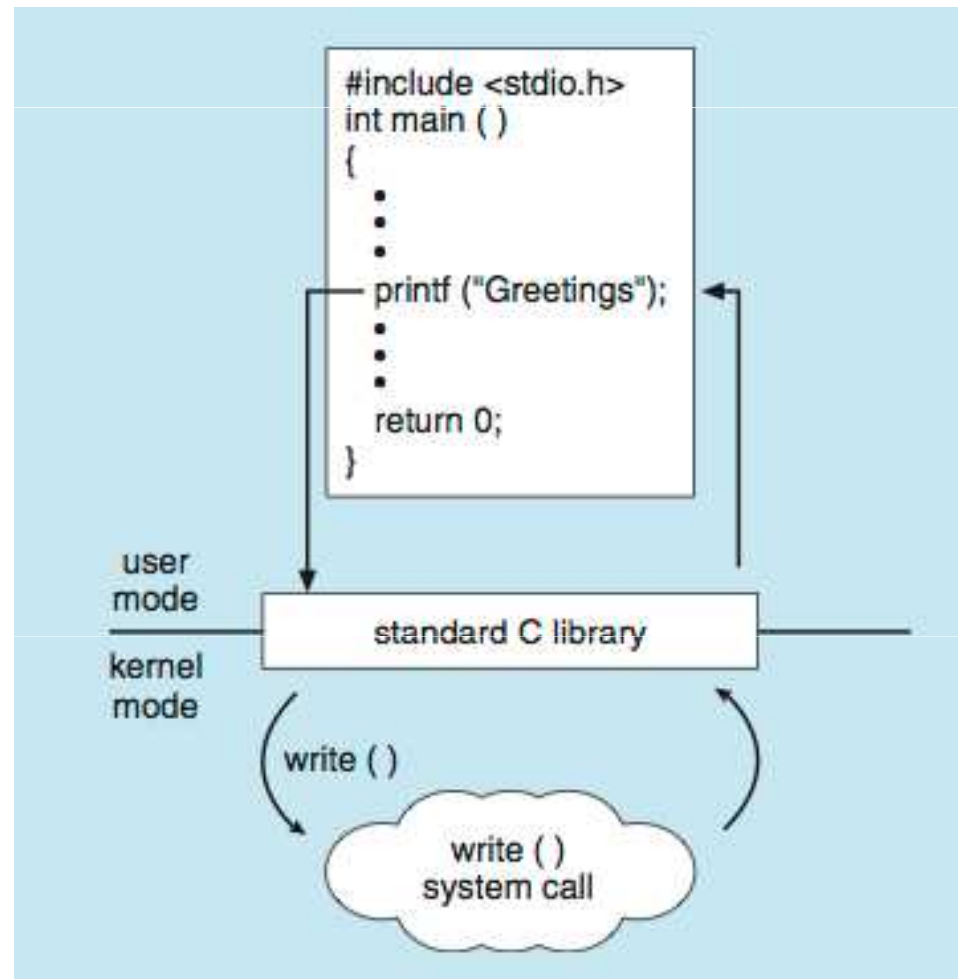 #include <stdio.h>
int main ( )
{
•
•
•
printf ("Greetings");
•
•
•
return 0;
}
user
mode
standard C library
kernel
mode
write ( )
write ( )
system call